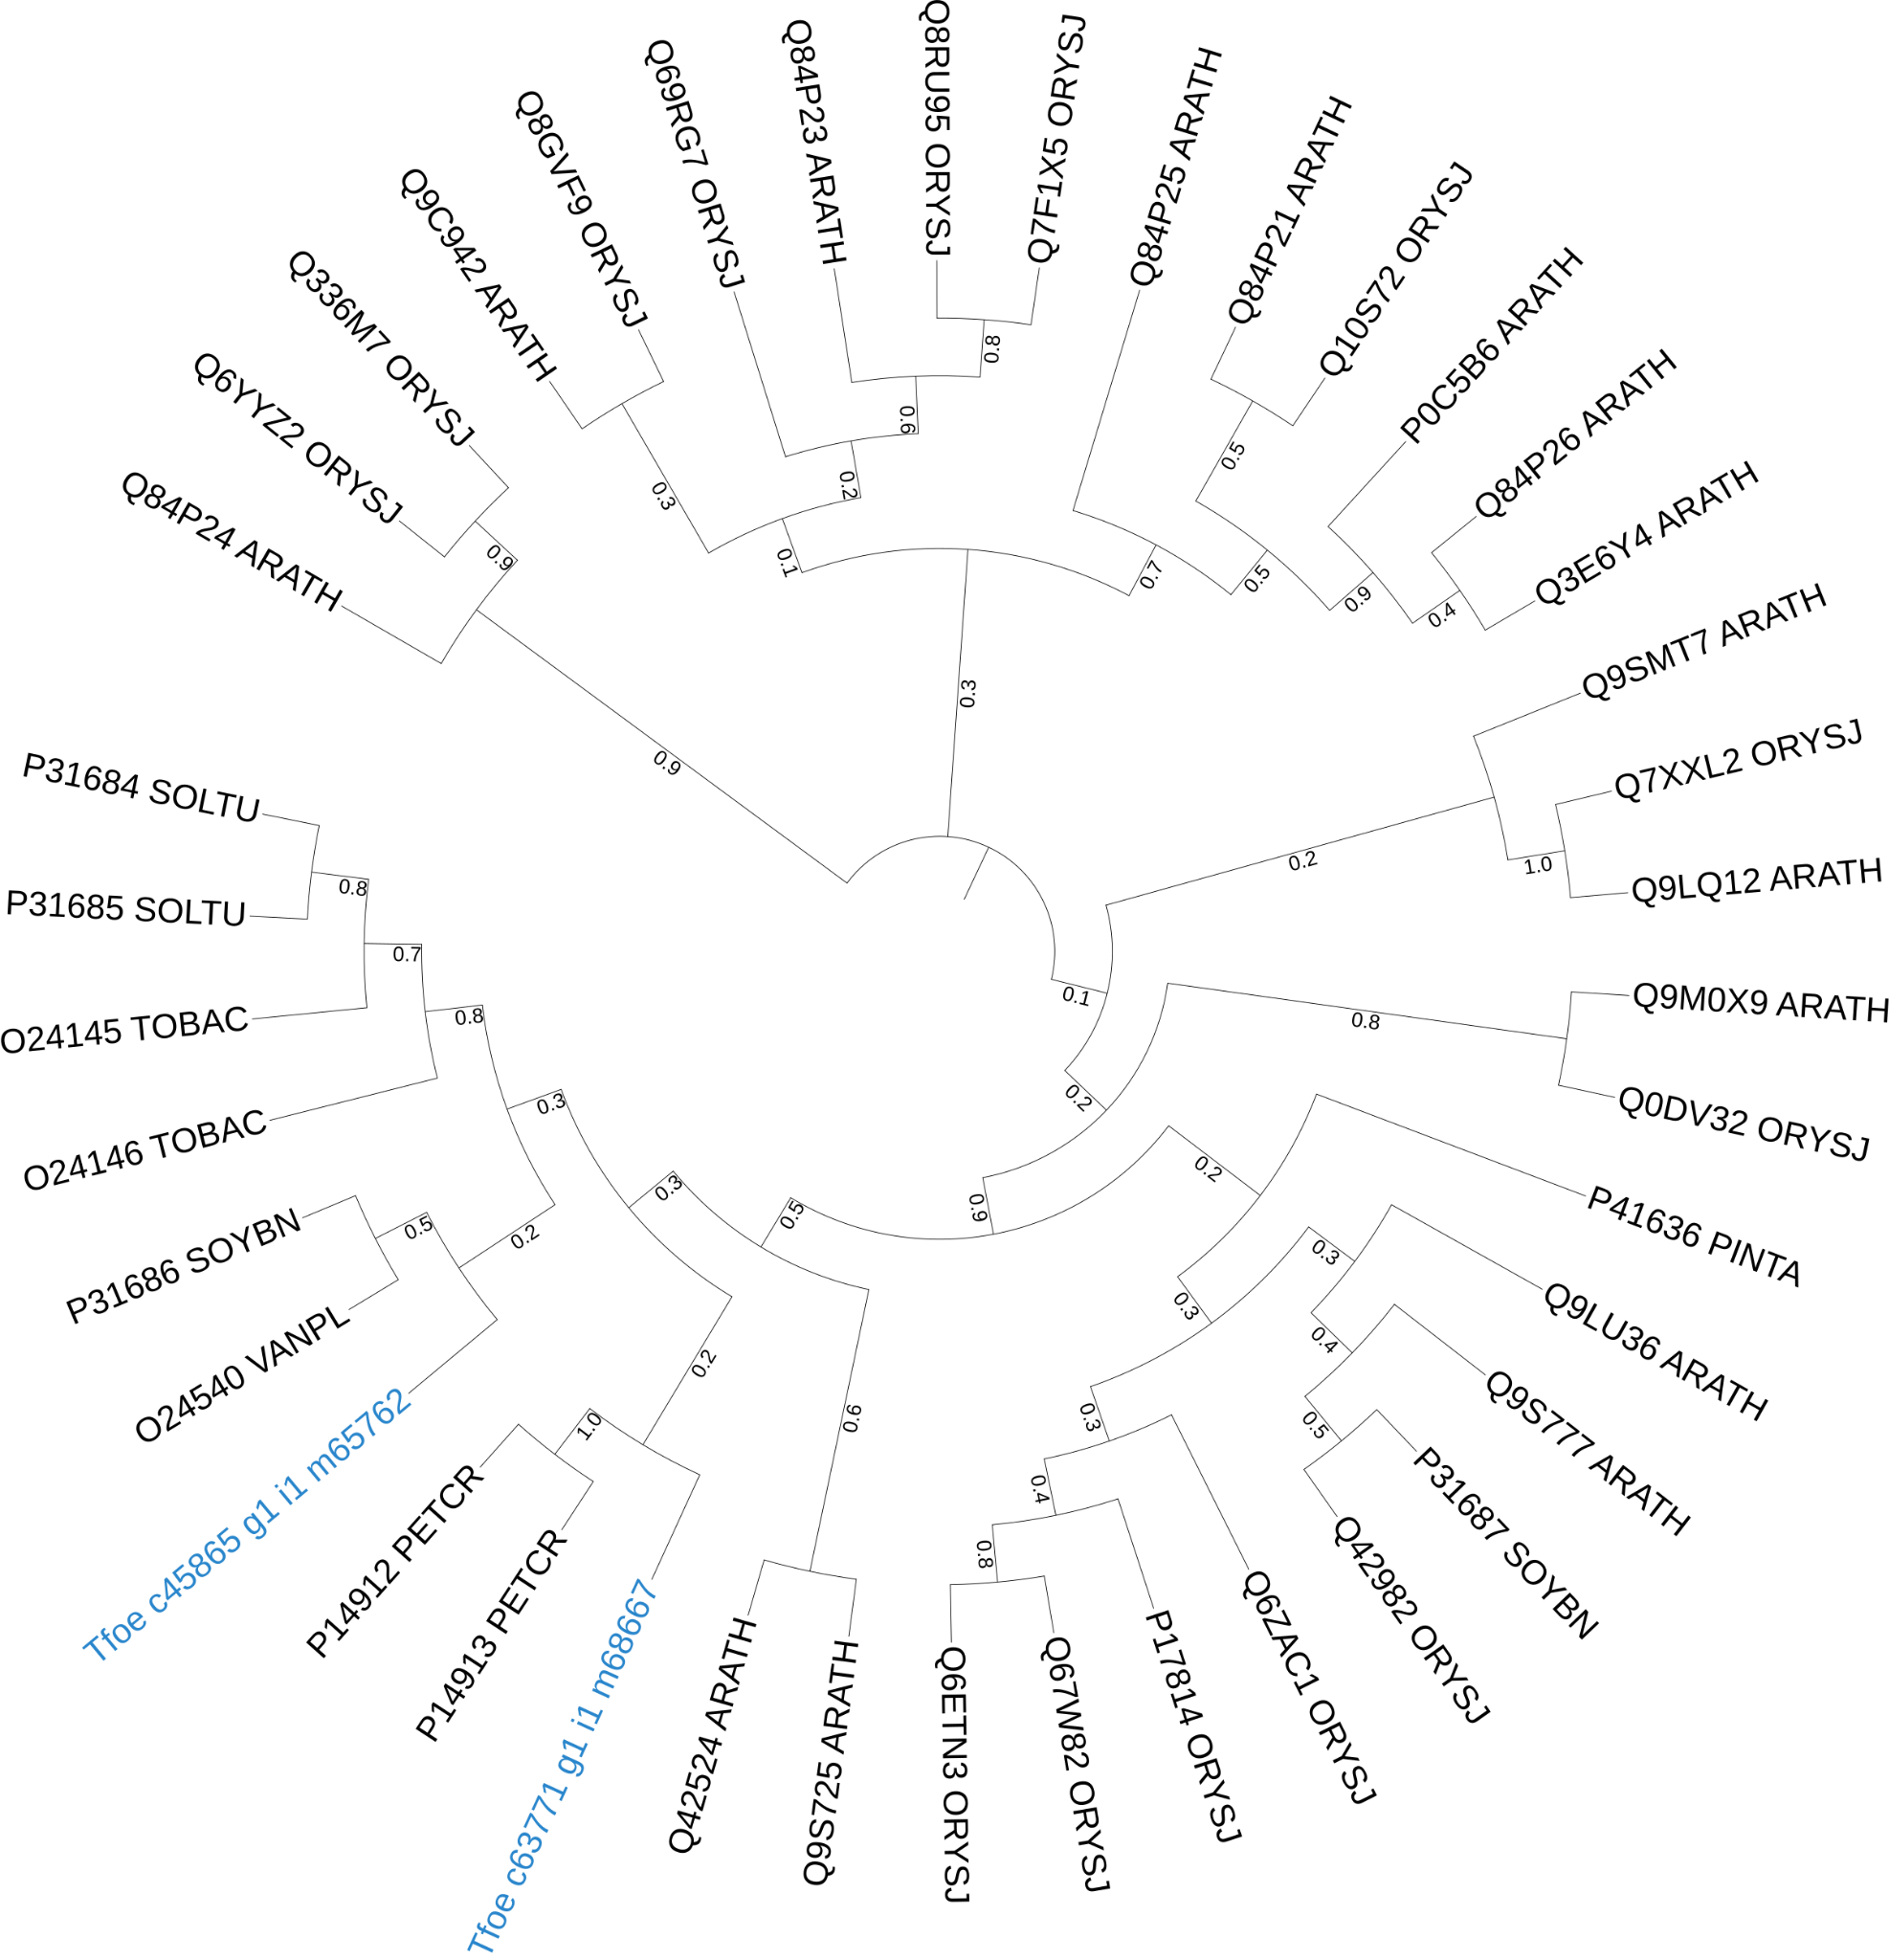 Q8RU95 ORYSJ
Q7F1X5 ORYSJ
Q84P25 ARATH
Q84P21 ARATH
Q10S72 ORYSJ
P0C5B6 ARATH
Q84P26 ARATH
Q3E6Y4 ARATH
Q9SMT7 ARATH
Q7XXL2 ORYSJ
Q9LQ12 ARATH
Q9M0X9 ARATH
Q0DV32 ORYSJ
P41636 PINTA
Q9LU36 ARATH
Q9S777 ARATH
P31687 SOYBN
Q42982 ORYSJ
Q6ZAC1 ORYSJ
P17814 ORYSJ
Q67W82 ORYSJ
Q6ETN3 ORYSJ
Q9S725 ARATH
Q42524 ARATH
Tfoe c63771 g1 i1 m68667
P14913 PETCR
P14912 PETCR
Tfoe c45865 g1 i1 m65762
O24540 VANPL
P31686 SOYBN
O24146 TOBAC
O24145 TOBAC
P31685 SOLTU
P31684 SOLTU
Q84P24 ARATH
Q6YYZ2 ORYSJ
Q336M7 ORYSJ
Q9C942 ARATH
Q8GVF9 ORYSJ
Q69RG7 ORYSJ
Q84P23 ARATH
0.8
0.6
0.2
0.3
0.1
0.7
0.5
0.5
0.9
0.4
0.9
0.9
0.3
0.2
1.0
0.1
0.8
0.2
0.9
0.2
0.3
0.3
0.4
0.5
0.3
0.4
0.8
0.5
0.6
0.3
0.2
1.0
0.3
0.2
0.5
0.8
0.7
0.8